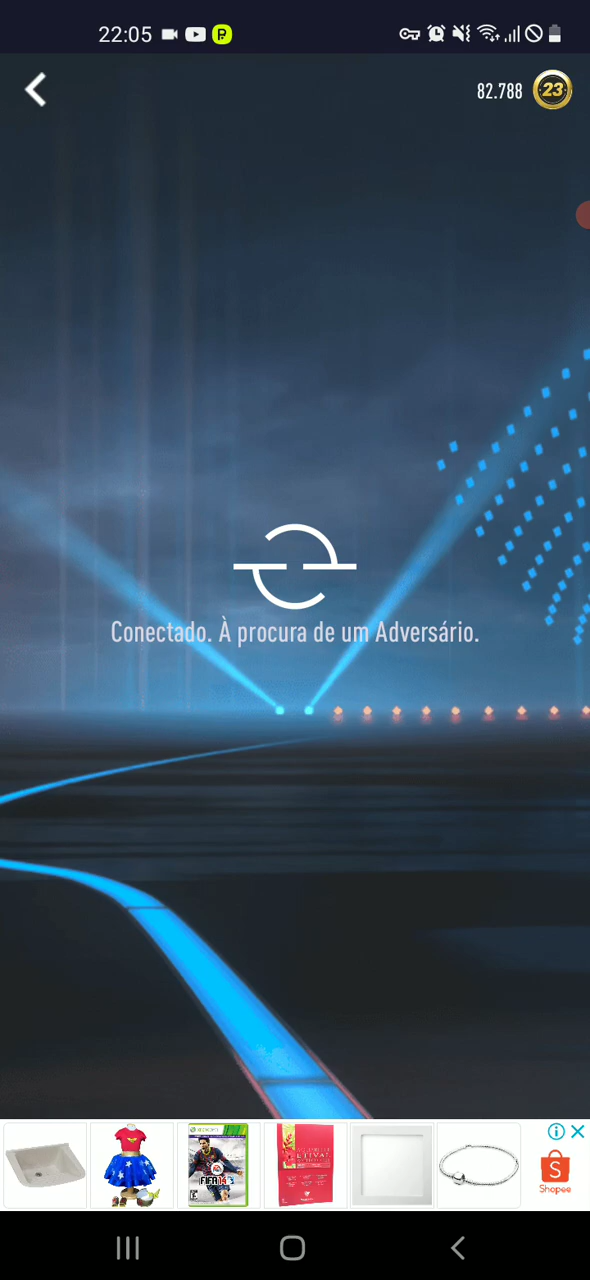 22:05
82.788
23
Conectado. À procura de um Adversário.
FIFA 14
Shopee